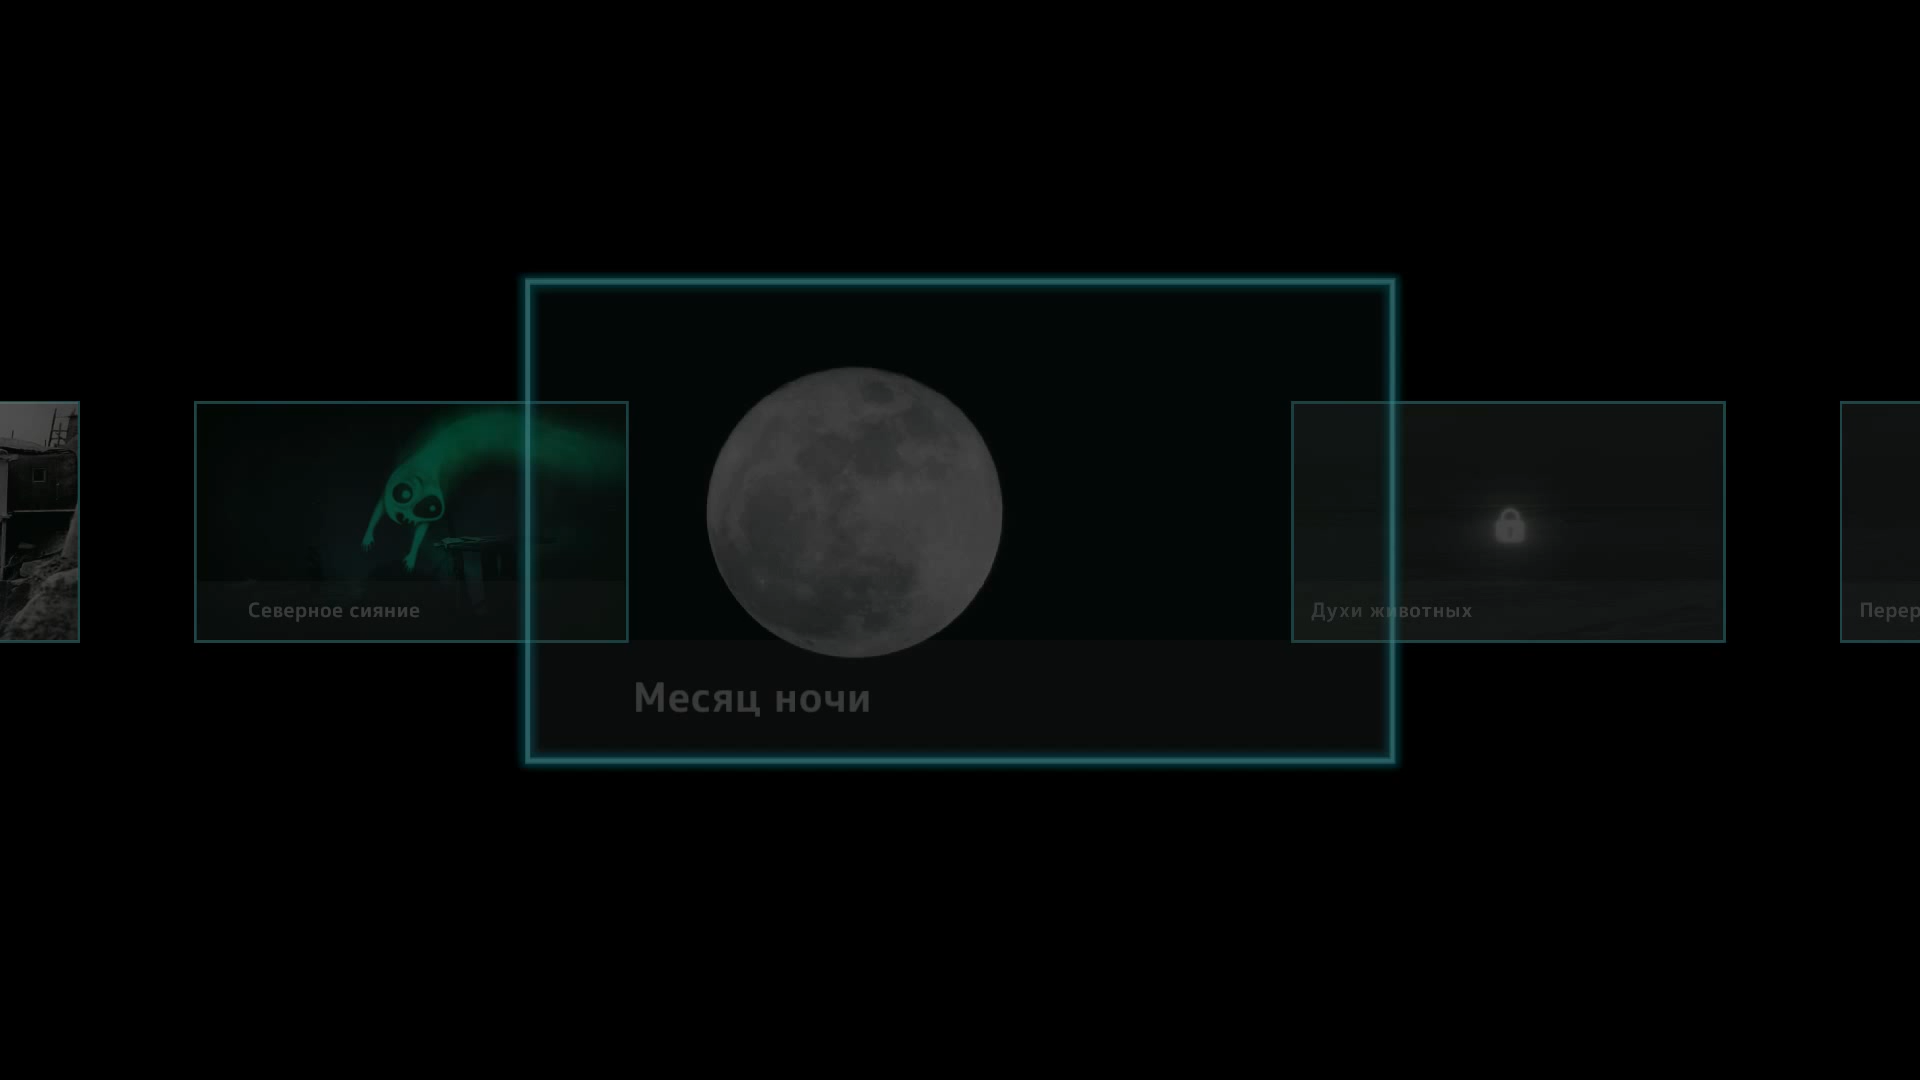 Северное сияние
Месяц ночи
Духи животных